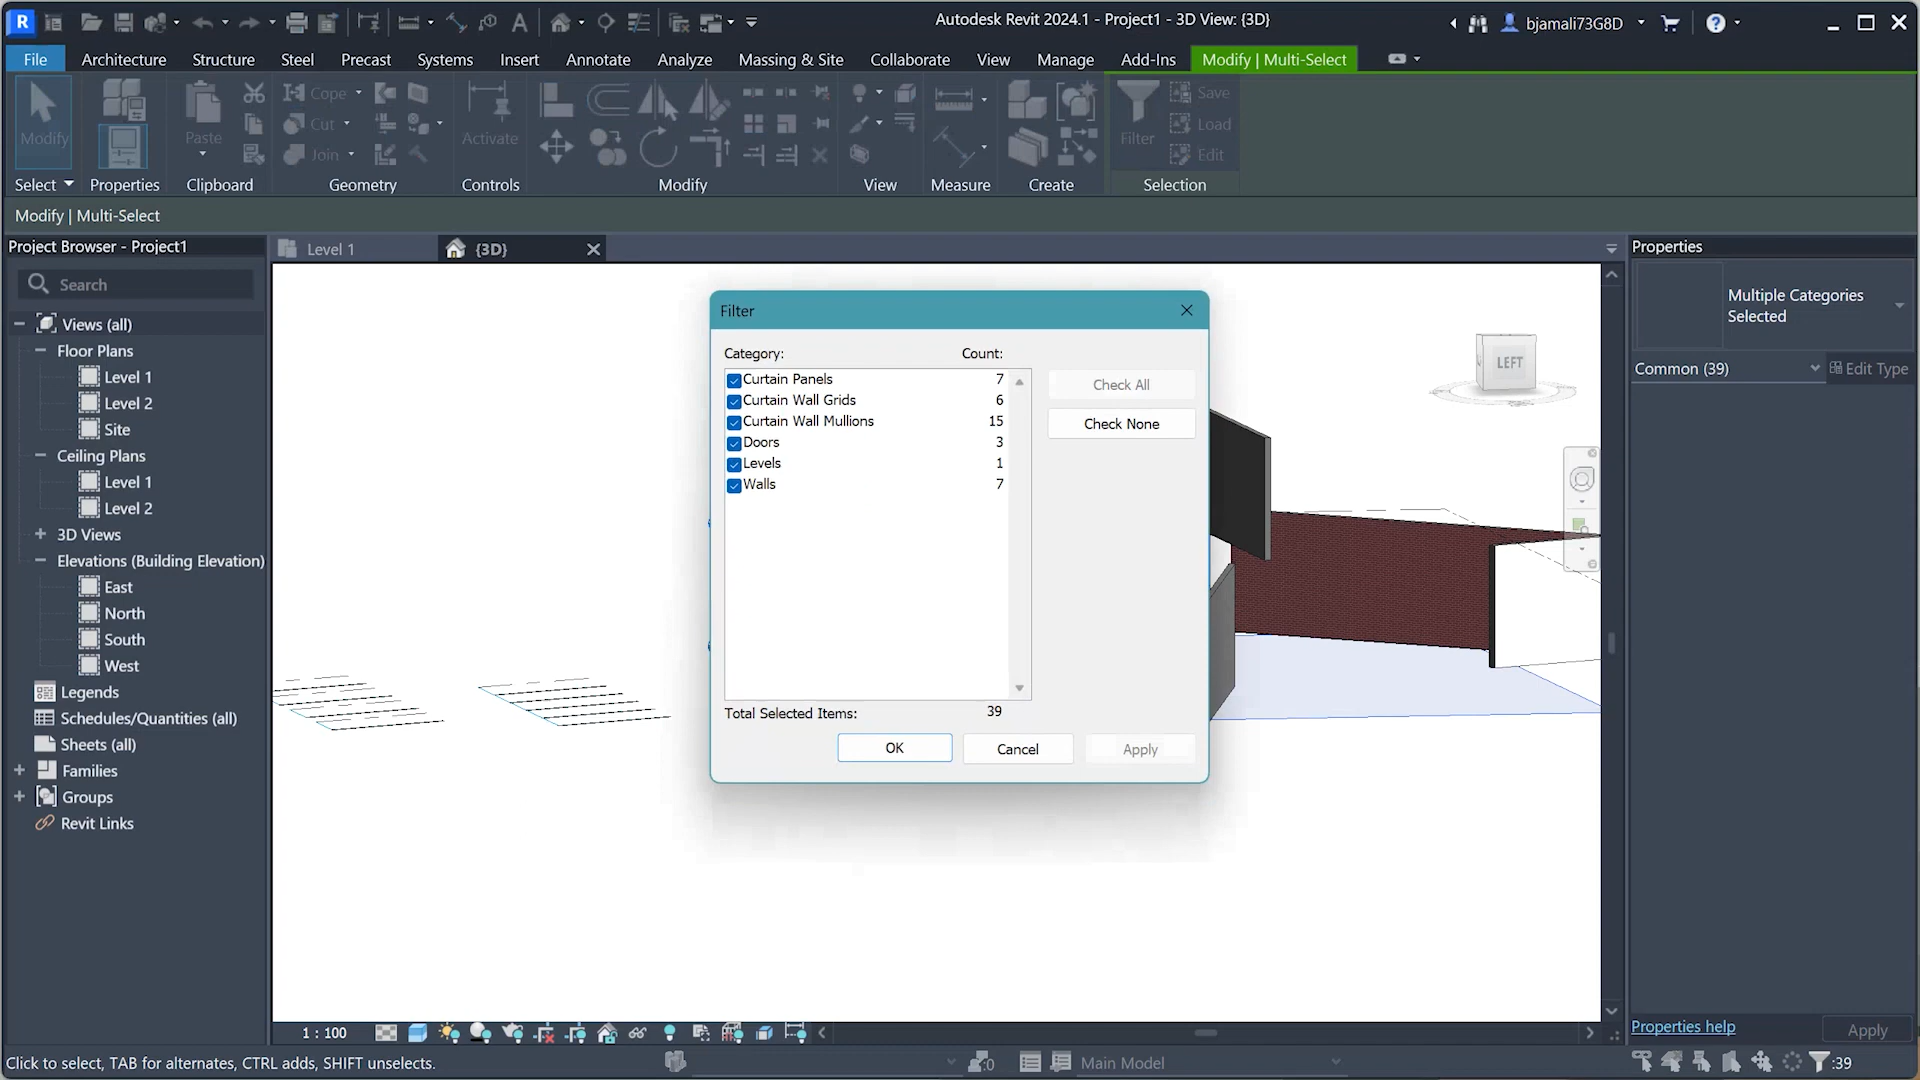 R
Autodesk Revit 2024.1 - Project1 - 3D View: {3D}
bjamali73G8D
File Architecture Structure Steel Precast Systems Insert Annotate Analyze Massing & Site Collaborate View Manage Add-Ins Modify | Multi-Select
Modify
Paste
Cope
Cut
Join
Activate
Filter
Save
Load
Edit
Select Properties Clipboard Geometry Controls Modify View Measure Create Selection
Modify | Multi-Select
Project Browser - Project1
Search
Views (all)
Floor Plans
Level 1
Level 2
Site
Ceiling Plans
Level 1
Level 2
3D Views
Elevations (Building Elevation)
East
North
South
West
Legends
Schedules/Quantities (all)
Sheets (all)
Families
Groups
Revit Links
Level 1
{3D}
Filter
Category: Count:
Curtain Panels 7
Curtain Wall Grids 6
Curtain Wall Mullions 15
Doors 3
Levels 1
Walls 7
Check All
Check None
Total Selected Items: 39
OK Cancel Apply
LEFT
Properties
Multiple Categories
Selected
Common (39) Edit Type
Properties help Apply
1 : 100
Click to select, TAB for alternates, CTRL adds, SHIFT unselects.
:0
Main Model
:39